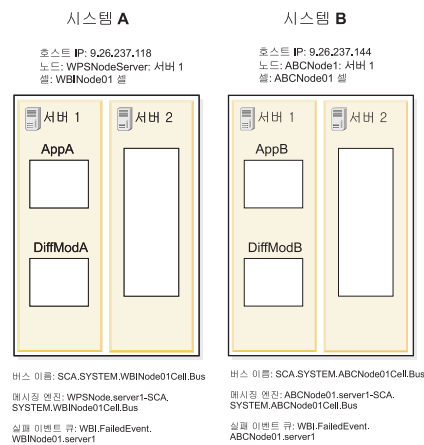 시스템 A
호스트 IP: 9.26.237.118
노드: WPSNodeServer: 서버 1
셀: WBINode01 셀
서버 1
서버 2
AppA
DiffModA
버스 이름: SCA.SYSTEM.WBINode01Cell.Bus
메시징 엔진: WPSNode.server1-SCA.
SYSTEM.WBINode01Cell.Bus
실패 이벤트 큐: WBI.FailedEvent.
WBINode01.server1
시스템 B
호스트 IP: 9.26.237.144
노드: ABCNode1: 서버 1
셀: ABCNode01 셀
서버 1
서버 2
AppB
DiffModB
버스 이름: SCA.SYSTEM.ABCNode01Cell.Bus
메시징 엔진: ABCNode01.server1-SCA.
SYSTEM.ABCNode01Cell.Bus
실패 이벤트 큐: WBI.FailedEvent.
ABCNode01.server1